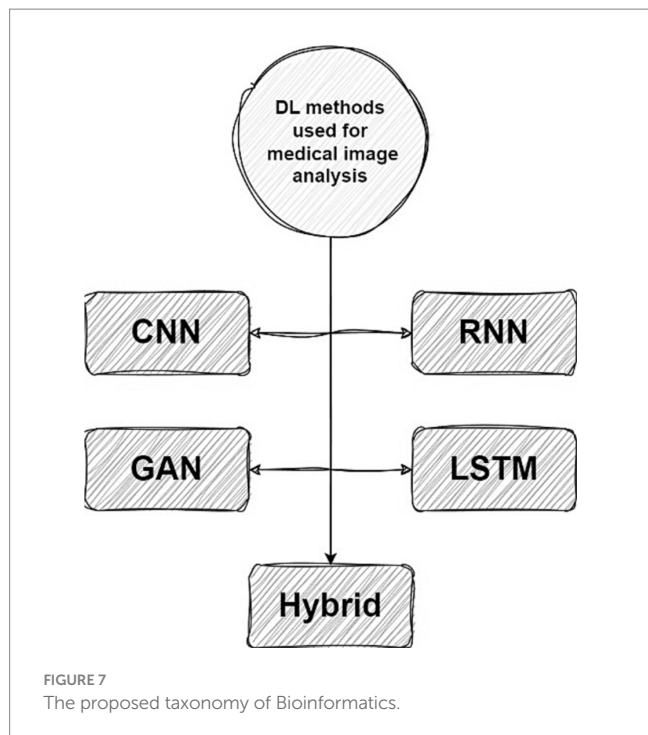 DL methods
used for
medical image
analysis
CNN
RNN
GAN
LSTM
Hybrid
FIGURE 7
The proposed taxonomy of Bioinformatics.